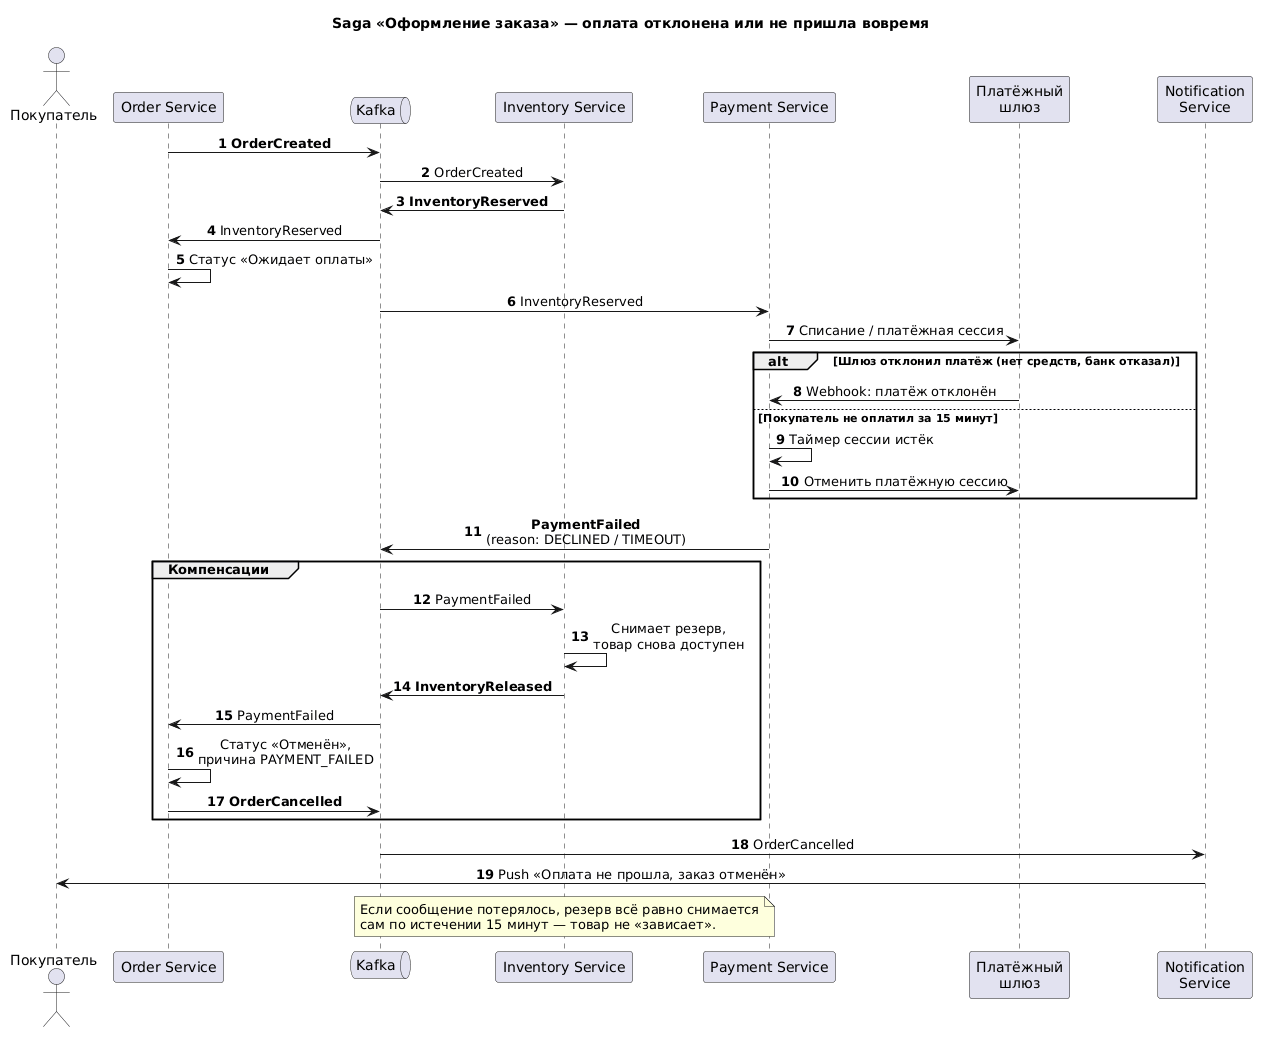 Saga «Оформление заказа» — оплата отклонена или не пришла вовремя
Покупатель
Order Service
Kafka
Inventory Service
Payment Service
Платёжный
шлюз
Notification
Service
1 OrderCreated
2 OrderCreated
3 InventoryReserved
4 InventoryReserved
5 Статус «Ожидает оплаты»
6 InventoryReserved
7 Списание / платёжная сессия
alt [Шлюз отклонил платёж (нет средств, банк отказал)]
8 Webhook: платёж отклонён
[Покупатель не оплатил за 15 минут]
9 Таймер сессии истёк
10 Отменить платёжную сессию
11 PaymentFailed
(reason: DECLINED / TIMEOUT)
Компенсации
12 PaymentFailed
13 Снимает резерв,
товар снова доступен
14 InventoryReleased
15 PaymentFailed
16 Статус «Отменён»,
причина PAYMENT_FAILED
17 OrderCancelled
18 OrderCancelled
19 Push «Оплата не прошла, заказ отменён»
Если сообщение потерялось, резерв всё равно снимается
сам по истечении 15 минут — товар не «зависает».
Покупатель
Order Service
Kafka
Inventory Service
Payment Service
Платёжный
шлюз
Notification
Service